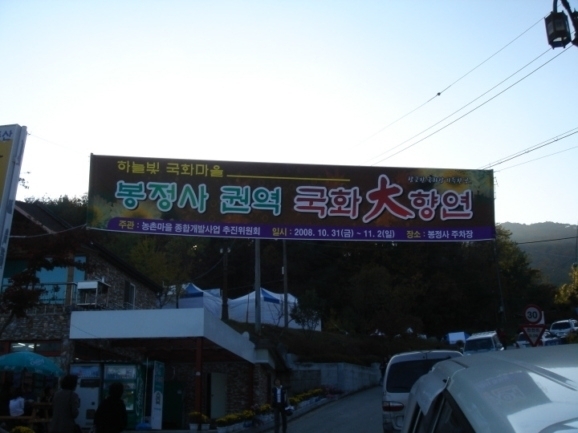 하늘빛 국화마을
봉정사 권역 국화大향연
주관 : 농촌마을 종합개발사업 추진위원회 일시 : 2008. 10. 31(금) ~ 11. 2(일) 장소 : 봉정사 주차장
30